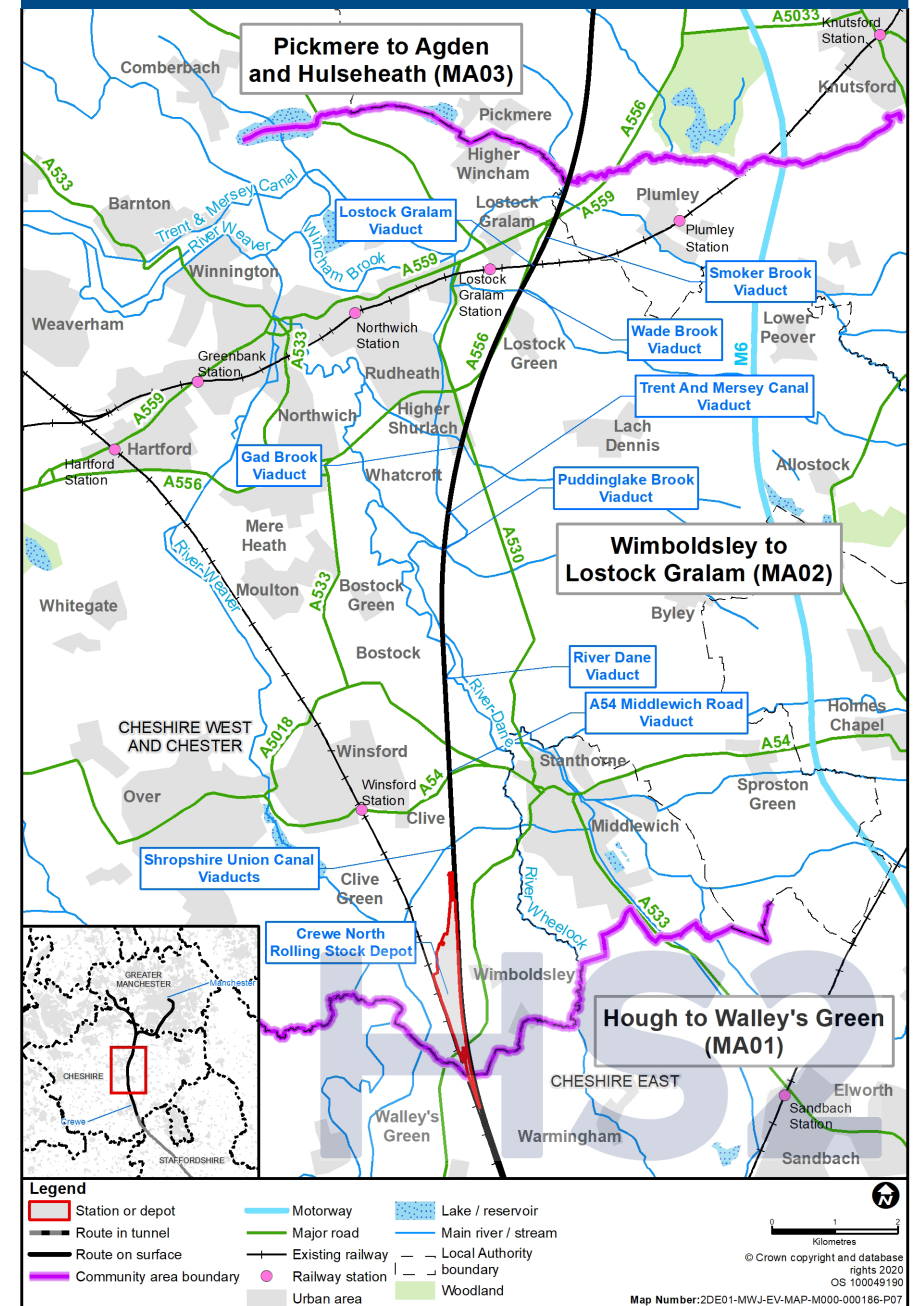 A5033
Knutsford
Station
Pickmere to Agden
and Hulseheath (MA03)
Comberbach
Knutsford
A556
Pickmere
A533
Higher
Wincham
Barnton
Trent & Mersey Canal
River Weaver
Wincham
Brook
Lostock Gralam
Viaduct
Lostock
Gralam
A559
Plumley
Plumley
Station
Winnington
A559
Lostock
Gralam
Station
Smoker Brook
Viaduct
Weaverham
Northwich
Station
A533
A556
Lostock
Green
Wade Brook
Viaduct
Lower
Peover
M6
Greenbank
Station
Rudheath
Trent And Mersey Canal
Viaduct
A559
Northwich
Higher
Shurlach
Lach
Dennis
Hartford
Hartford
Station
Gad Brook
Viaduct
Whatcroft
Allostock
A556
Puddinglake Brook
Viaduct
Mere
Heath
A530
Wimboldsley to
Lostock Gralam (MA02)
River-Weaver
Moulton
A533
Bostock
Green
Whitegate
Byley
Bostock
River Dane
Viaduct
River-Dane
A54 Middlewich Road
Viaduct
Holmes
Chapel
CHESHIRE WEST
AND CHESTER
A5018
Winsford
Stanthorne
A54
Winsford
Station
A54
Over
Clive
Sproston
Green
Middlewich
Shropshire Union Canal
Viaducts
Clive
Green
River Wheelock
A533
Crewe North
Rolling Stock Depot
Wimboldsley
HS2
Hough to Walley's Green
(MA01)
CHESHIRE EAST
Elworth
Walley's
Green
Sandbach
Station
Warmingham
Sandbach
GREATER
MANCHESTER
Manchester
CHESHIRE
Crewe
STAFFORDSHIRE
Legend
Station or depot
Route in tunnel
Route on surface
Community area boundary
Motorway
Major road
Existing railway
Railway station
Urban area
Lake / reservoir
Main river / stream
Local Authority
boundary
Woodland
N
0 1 2
Kilometres
© Crown copyright and database
rights 2020
OS 100049190
Map Number:2DE01-MWJ-EV-MAP-M000-000186-P07